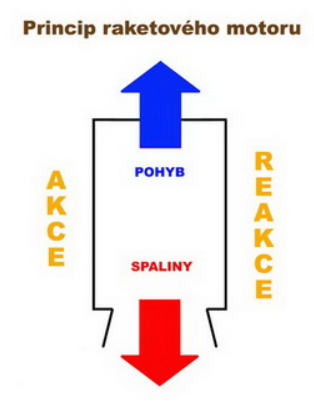 Princip raketového motoru
POHYB
AKCE
REAKCE
SPALINY